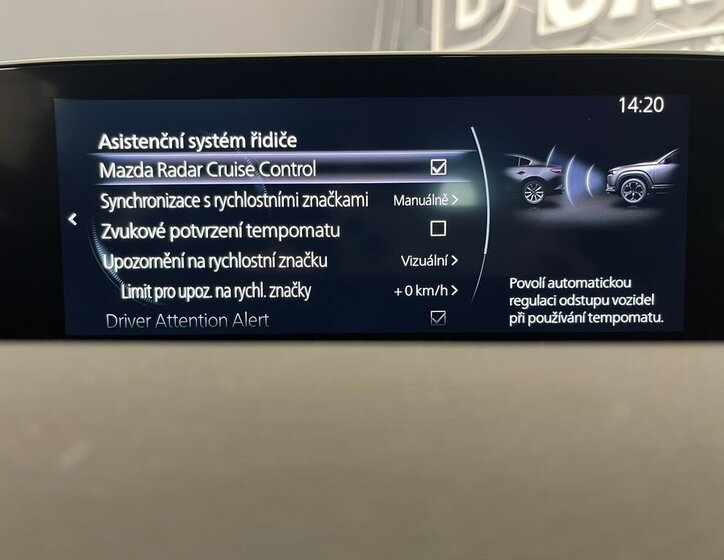 14:20
Asistenční systém řidiče
Mazda Radar Cruise Control
Synchronizace s rychlostními značkami Manuálně >
Zvukové potvrzení tempomatu
Upozornění na rychlostní značku Vizuální >
Limit pro upoz. na rychl. značky + 0 km/h >
Driver Attention Alert
Povolí automatickou
regulaci odstupu vozidel
při používání tempomatu.